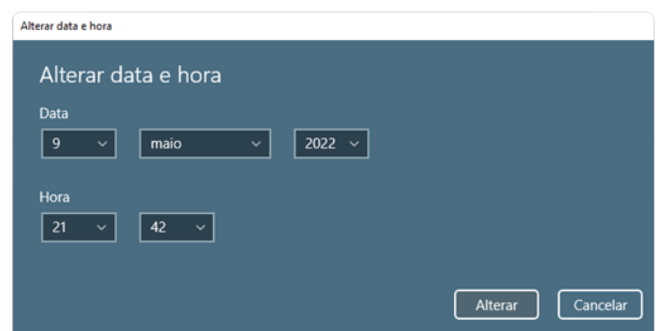 Alterar data e hora
Alterar data e hora
Data
9 maio 2022
Hora
21 42
Alterar Cancelar